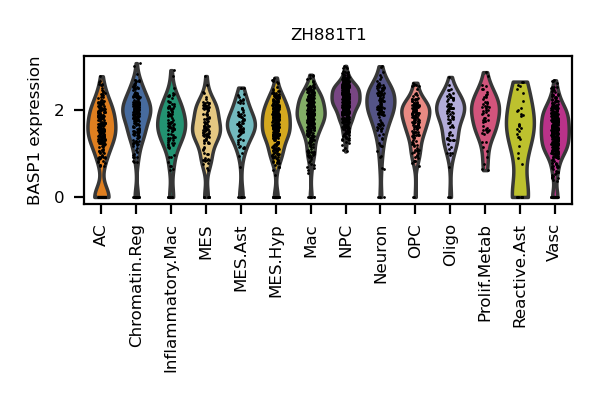 ZH881T1
BASP1 expression
2
0
AC
Chromatin.Reg
Inflammatory.Mac
MES
MES.Ast
MES.Hyp
Mac
NPC
Neuron
OPC
Oligo
Prolif.Metab
Reactive.Ast
Vasc